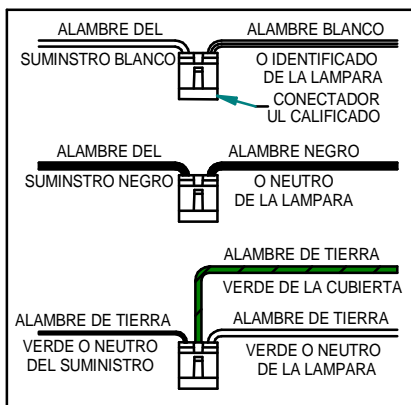 ALAMBRE DEL
SUMINSTRO BLANCO
ALAMBRE BLANCO
O IDENTIFICADO
DE LA LAMPARA
CONECTADOR
UL CALIFICADO
ALAMBRE DEL
SUMINSTRO NEGRO
ALAMBRE NEGRO
O NEUTRO
DE LA LAMPARA
ALAMBRE DE TIERRA
VERDE DE LA CUBIERTA
ALAMBRE DE TIERRA
VERDE O NEUTRO
DEL SUMINISTRO
ALAMBRE DE TIERRA
VERDE O NEUTRO
DE LA LAMPARA